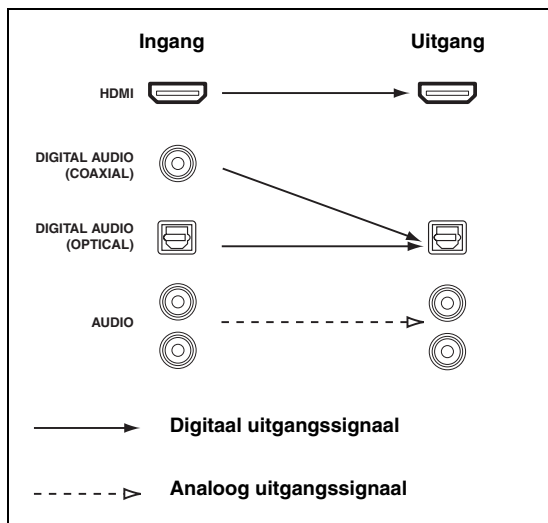 Ingang Uitgang
HDMI
DIGITAL AUDIO
(COAXIAL)
DIGITAL AUDIO
(OPTICAL)
AUDIO
Digitaal uitgangssignaal
Analoog uitgangssignaal